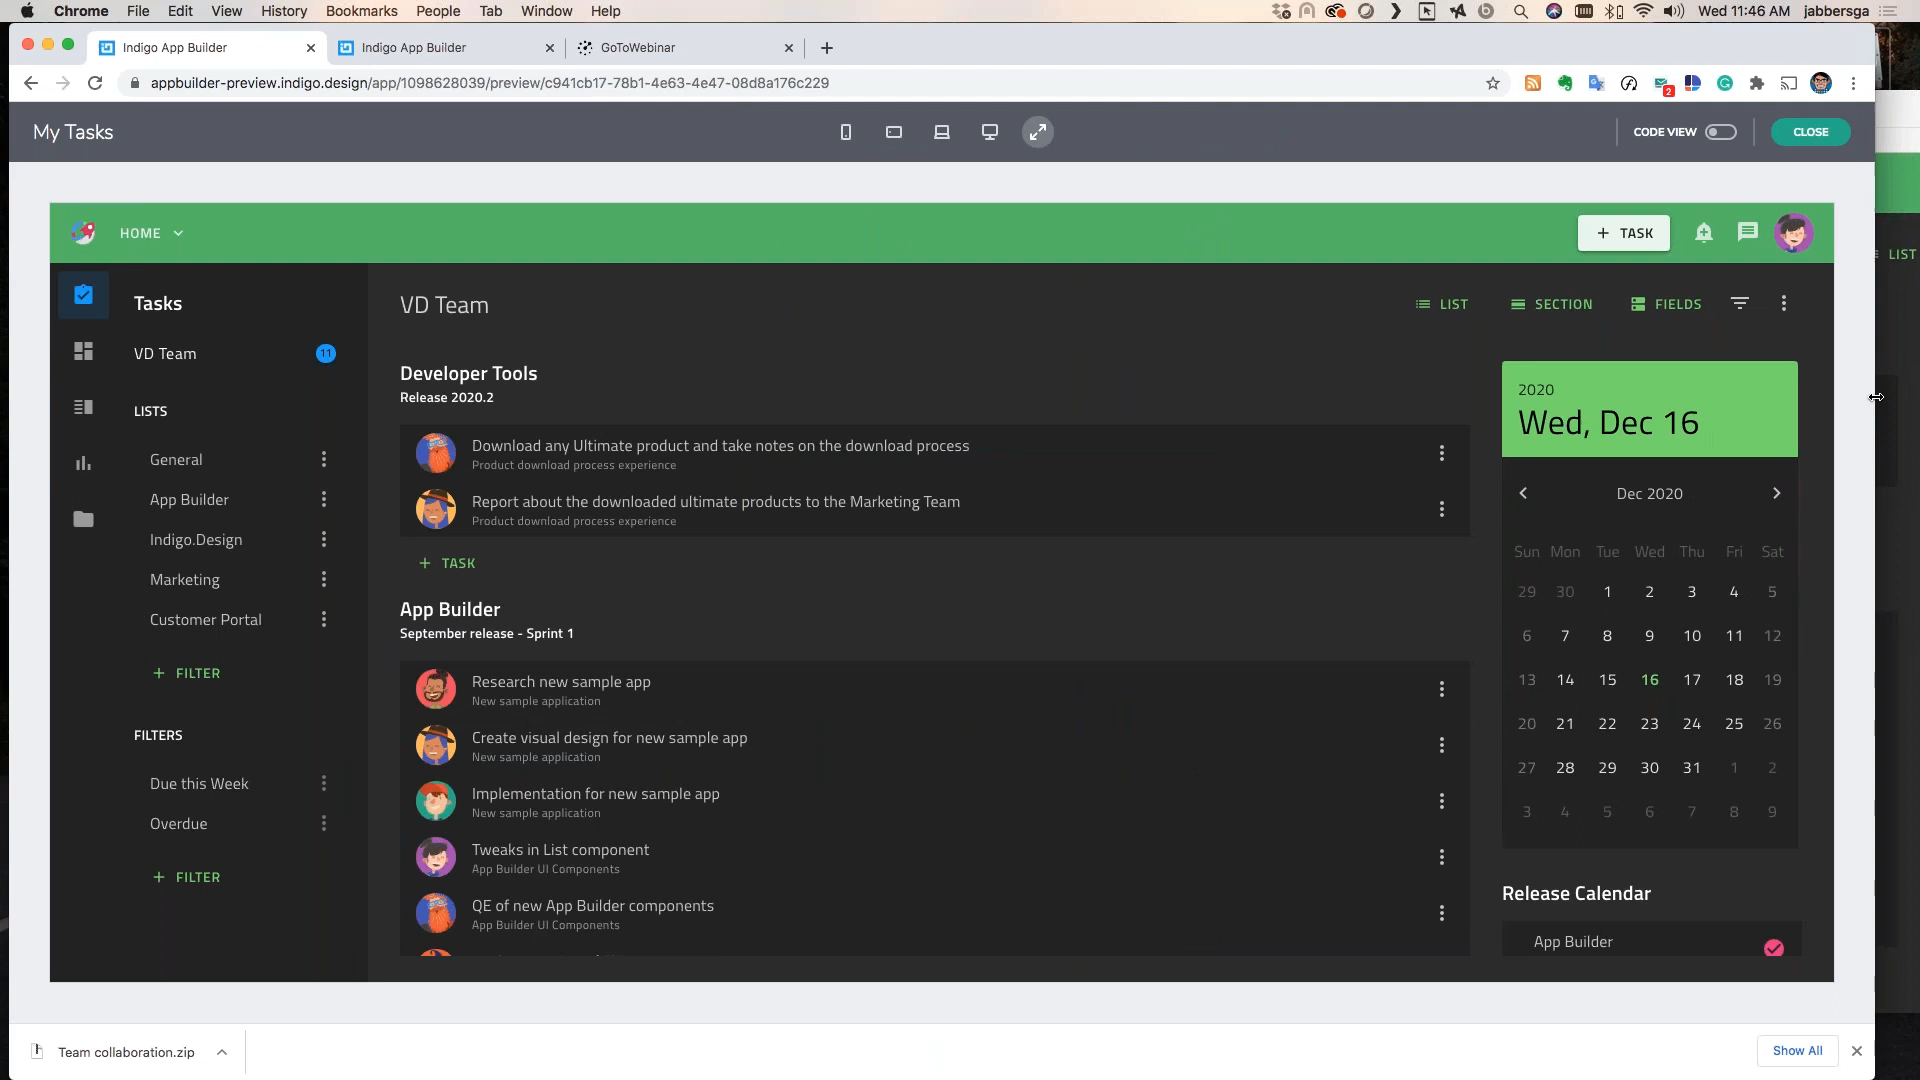 Chrome File Edit View History Bookmarks People Tab Window Help Wed 11:46 AM jabbersga
Indigo App Builder Indigo App Builder GoToWebinar
appbuilder-preview.indigo.design/app/1098628039/preview/c941cb17-78b1-4e63-4e47-08d8a176c229
2
My Tasks CODE VIEW CLOSE
HOME + TASK
LIST
Tasks
VD Team 11
LISTS
General
App Builder
Indigo.Design
Marketing
Customer Portal
+ FILTER
FILTERS
Due this Week
Overdue
+ FILTER
VD Team LIST SECTION FIELDS
Developer Tools
Release 2020.2
Download any Ultimate product and take notes on the download process
Product download process experience
Report about the downloaded ultimate products to the Marketing Team
Product download process experience
+ TASK
App Builder
September release - Sprint 1
Research new sample app
New sample application
Create visual design for new sample app
New sample application
Implementation for new sample app
New sample application
Tweaks in List component
App Builder UI Components
QE of new App Builder components
App Builder UI Components
2020
Wed, Dec 16
Dec 2020
Sun Mon Tue Wed Thu Fri Sat
29 30 1 2 3 4 5
6 7 8 9 10 11 12
13 14 15 16 17 18 19
20 21 22 23 24 25 26
27 28 29 30 31 1 2
3 4 5 6 7 8 9
Release Calendar
App Builder
Team collaboration.zip Show All